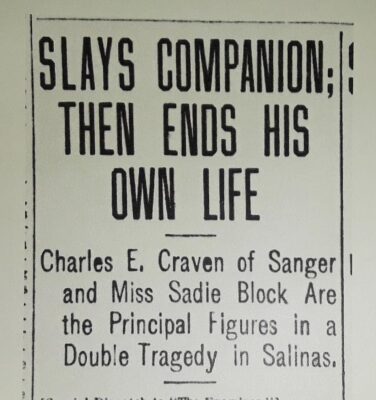 SLAYS COMPANION;
THEN ENDS HIS
OWN LIFE
Charles E. Craven of Sanger
and Miss Sadie Block Are
the Principal Figures in a
Double Tragedy in Salinas.